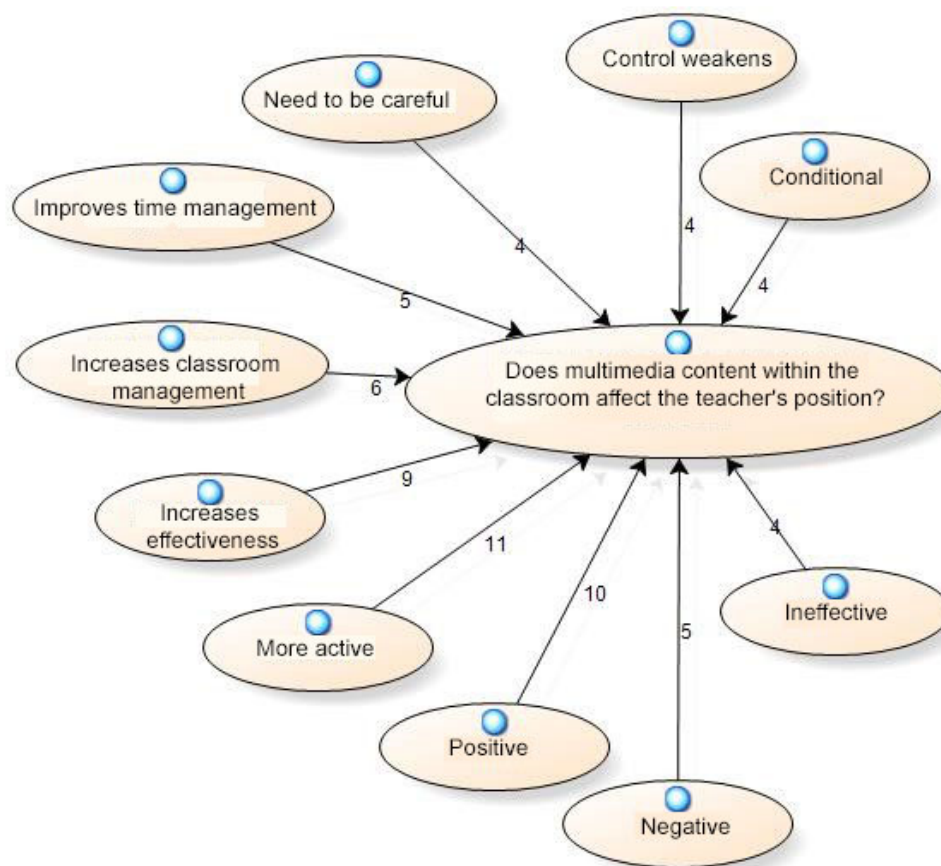 Control weakens
Need to be careful
Conditional
Improves time management
4
4
4
5
Increases classroom
management
6
Does multimedia content within the
classroom affect the teacher's position?
9
Increases
effectiveness
11
4
10
Ineffective
5
More active
Positive
Negative